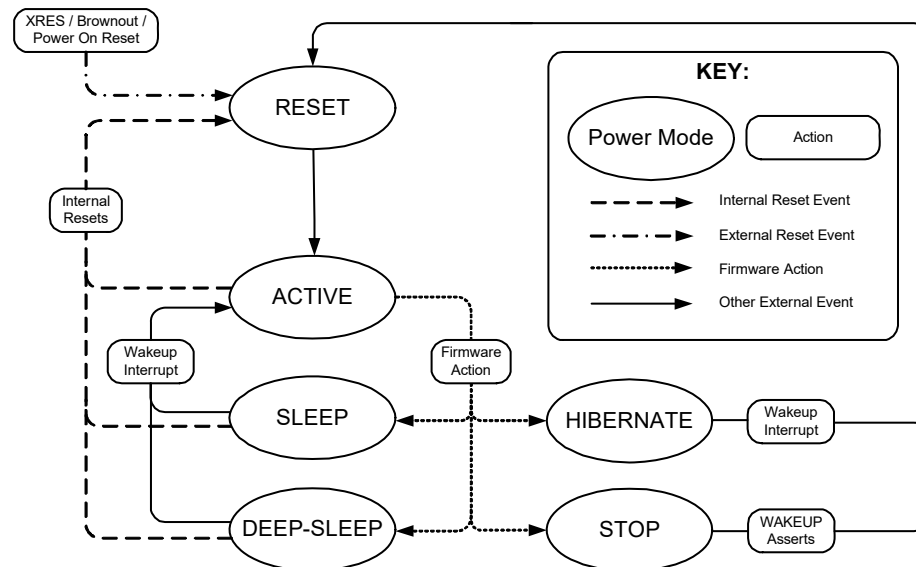 XRES / Brownout /
Power On Reset
RESET
KEY:
Power Mode
Action
Internal
Resets
Internal Reset Event
External Reset Event
Firmware Action
Other External Event
ACTIVE
Wakeup
Interrupt
Firmware
Action
SLEEP
HIBERNATE
Wakeup
Interrupt
DEEP-SLEEP
STOP
WAKEUP
Asserts